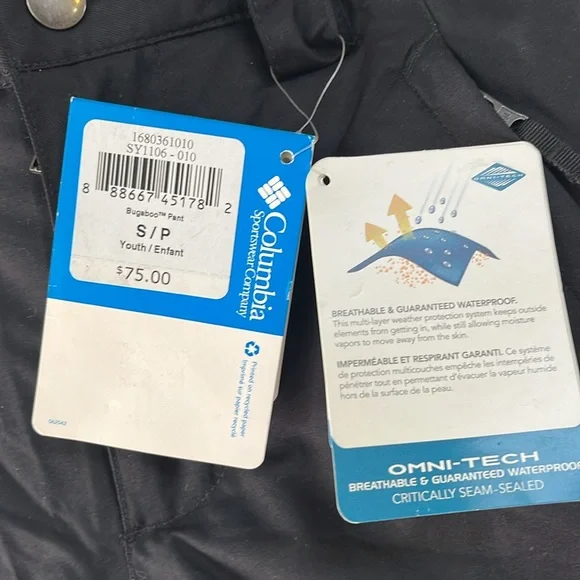 1680361010
SY1106 - 010
8 88667 45178 2
Bugaboo™ Pant
S / P
Youth / Enfant
$75.00
Columbia
Sportswear Company
Printed on recycled paper
Imprimé sur papier recyclé
OMNI-TECH
BREATHABLE & GUARANTEED WATERPROOF.
This multi-layer weather protection system keeps outside
elements from getting in, while still allowing moisture
vapors to move away from the skin.
IMPERMÉABLE ET RESPIRANT GARANTI. Ce système
de protection multicouches empêche les intempéries de
pénétrer tout en permettant d'évacuer la vapeur humide
hors de la surface de la peau.
OMNI-TECH
BREATHABLE & GUARANTEED WATERPROOF
CRITICALLY SEAM-SEALED